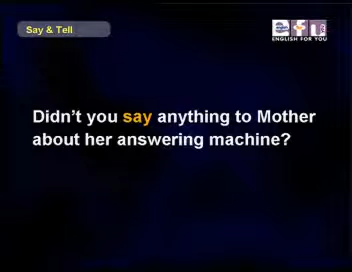 Say & Tell
ENGLISH FOR YOU
Didn't you say anything to Mother
about her answering machine?